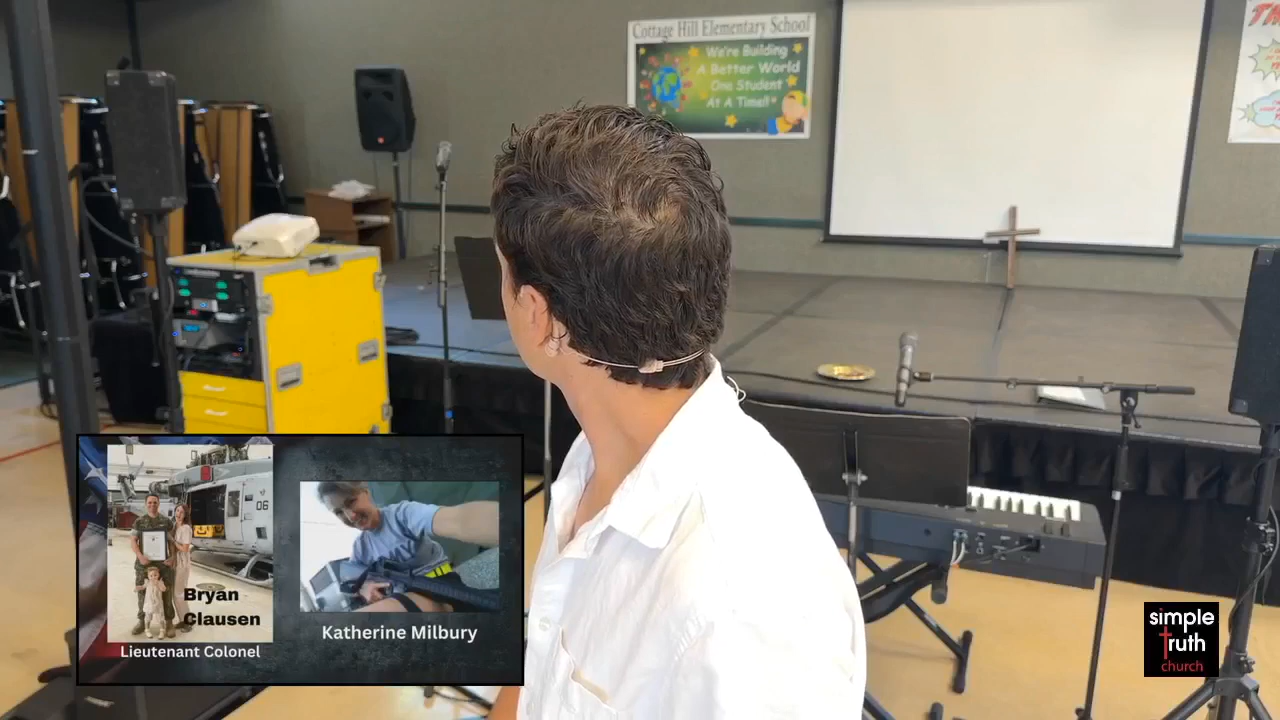 Cottage Hill Elementary School
We're Building
A Better World
One Student
At A Time!!
06
Bryan
Clausen
Lieutenant Colonel
Katherine Milbury
simple
truth
church